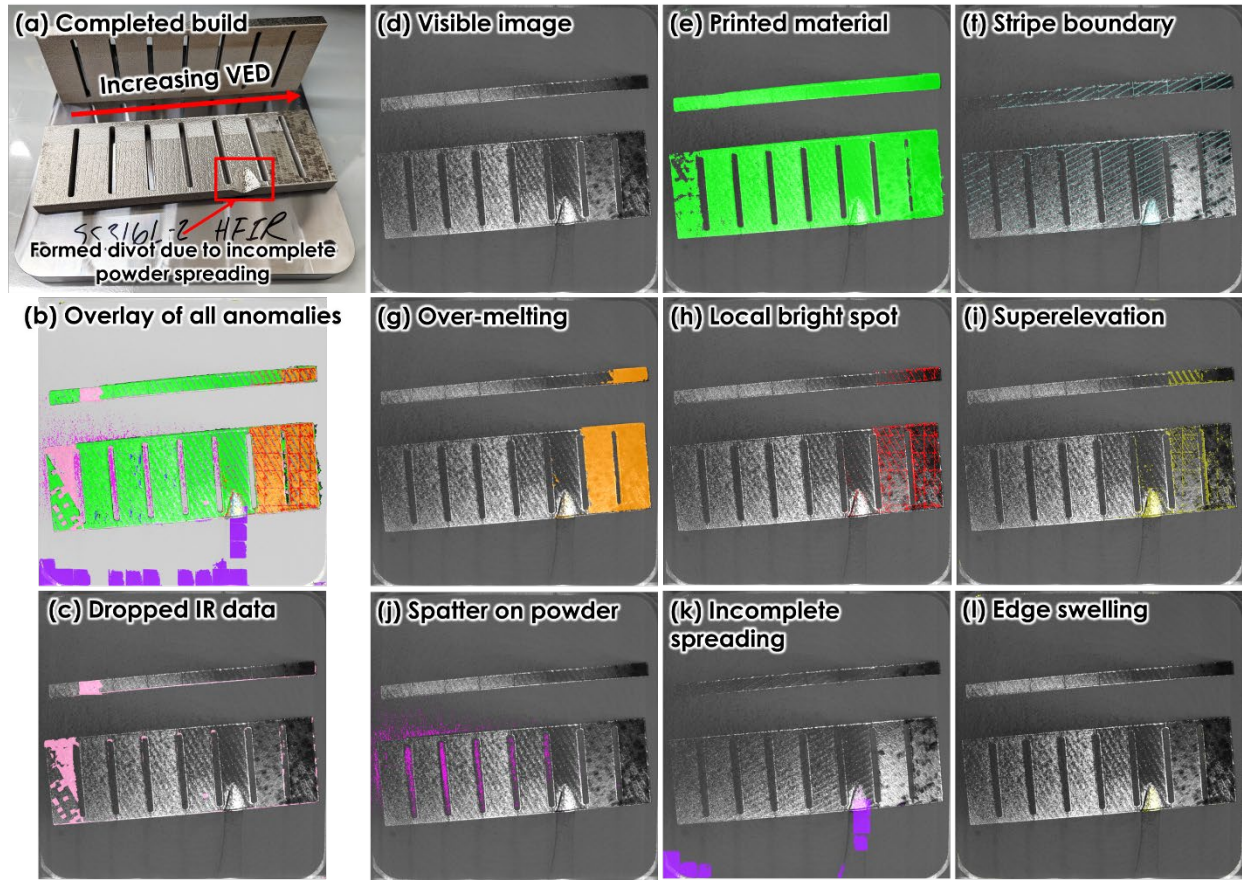 (a) Completed build
Increasing VED
SS316L-2 HFIR
Formed divot due to incomplete
powder spreading
(b) Overlay of all anomalies
(c) Dropped IR data
(d) Visible image
(e) Printed material
(f) Stripe boundary
(g) Over-melting
(h) Local bright spot
(i) Superelevation
(j) Spatter on powder
(k) Incomplete
spreading
(l) Edge swelling